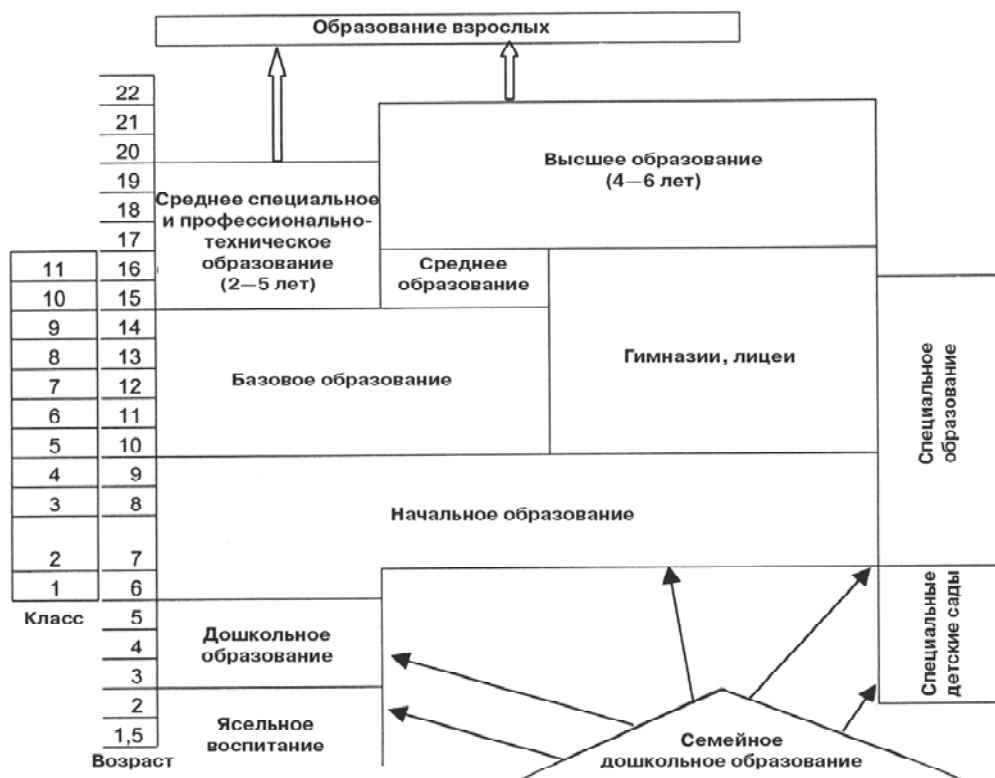 Образование взрослых
22
21
20
19
18
17
11 16
10 15
9 14
8 13
7 12
6 11
5 10
4 9
3 8
2 7
1 6
Класс
5
4
3
2
1,5
Возраст
Высшее образование
(4—6 лет)
Среднее специальное
и профессионально-
техническое
образование
(2—5 лет)
Среднее
образование
Гимназии, лицеи
Базовое образование
Специальное
образование
Начальное образование
Дошкольное
образование
Специальные
детские сады
Ясельное
воспитание
Семейное
дошкольное образование